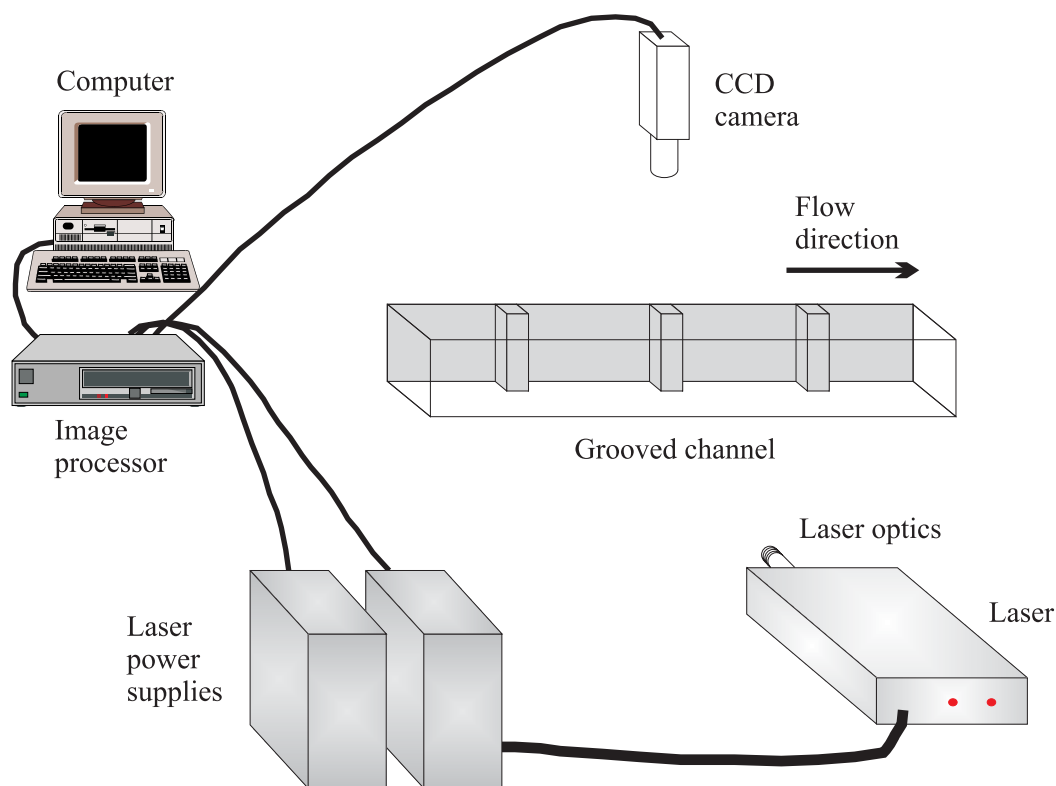 Computer
CCD
camera
Flow
direction
Image
processor
Grooved channel
Laser optics
Laser
Laser
power
supplies